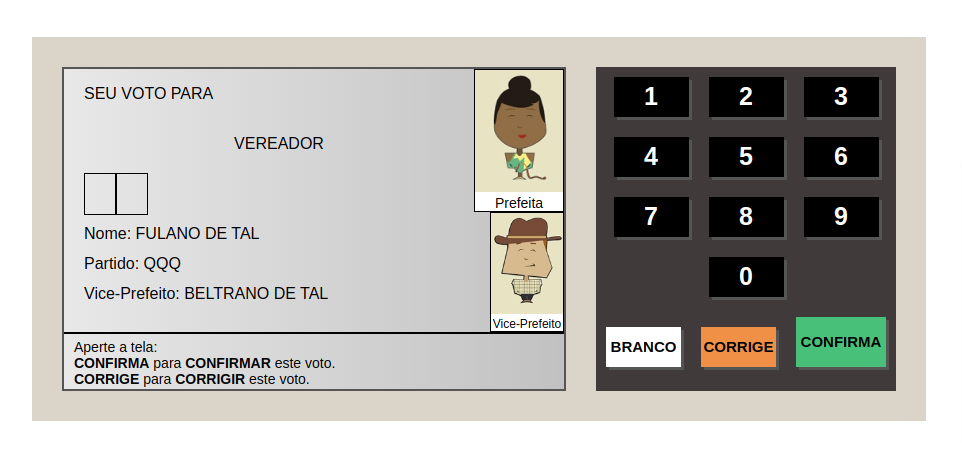 SEU VOTO PARA
VEREADOR
Nome: FULANO DE TAL
Partido: QQQ
Vice-Prefeito: BELTRANO DE TAL
Prefeita
Vice-Prefeito
Aperte a tela:
CONFIRMA para CONFIRMAR este voto.
CORRIGE para CORRIGIR este voto.
1 2 3
4 5 6
7 8 9
0
BRANCO CORRIGE CONFIRMA